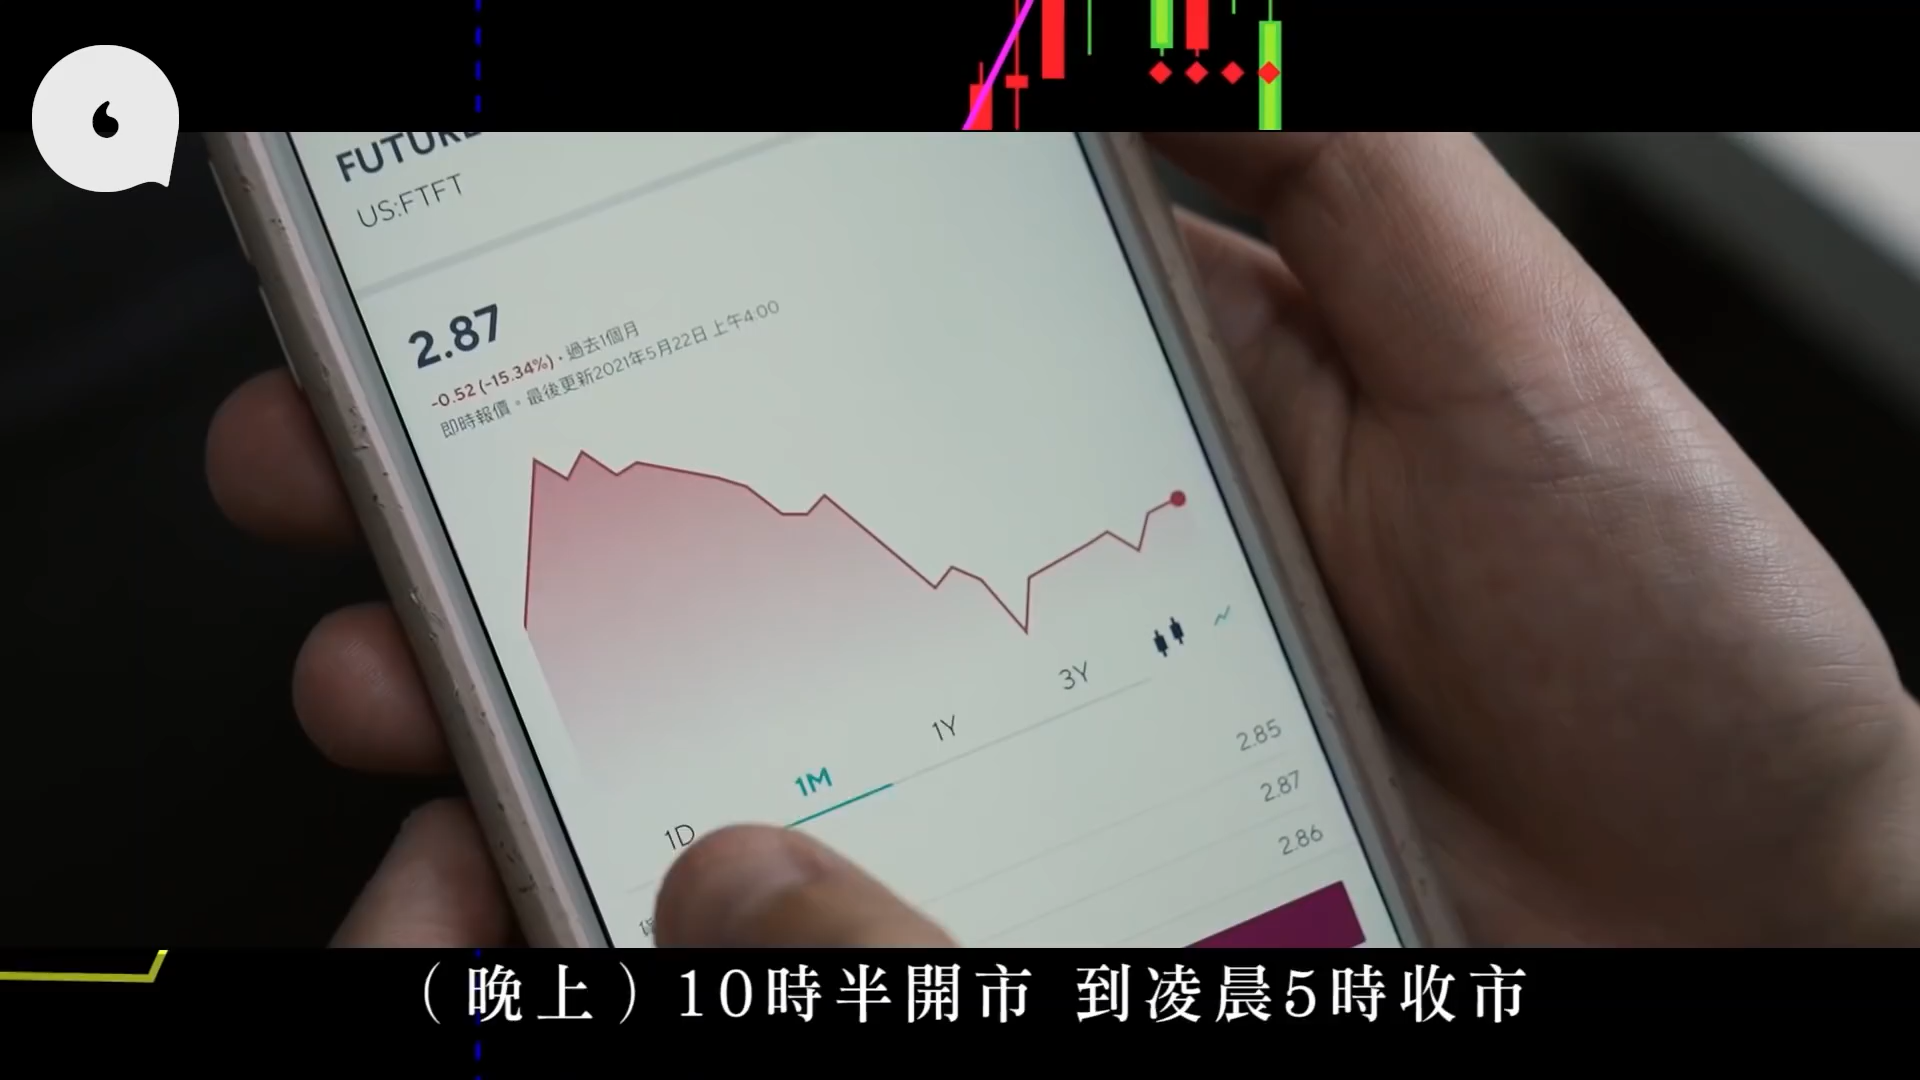 US:FTFT
2.87
-0.52 (-15.34%)・過去1個月
即時報價。最後更新2021年5月22日 上午4:00
1D 1M 1Y 3Y
2.85
2.87
2.86
（晚上）10時半開市 到凌晨5時收市